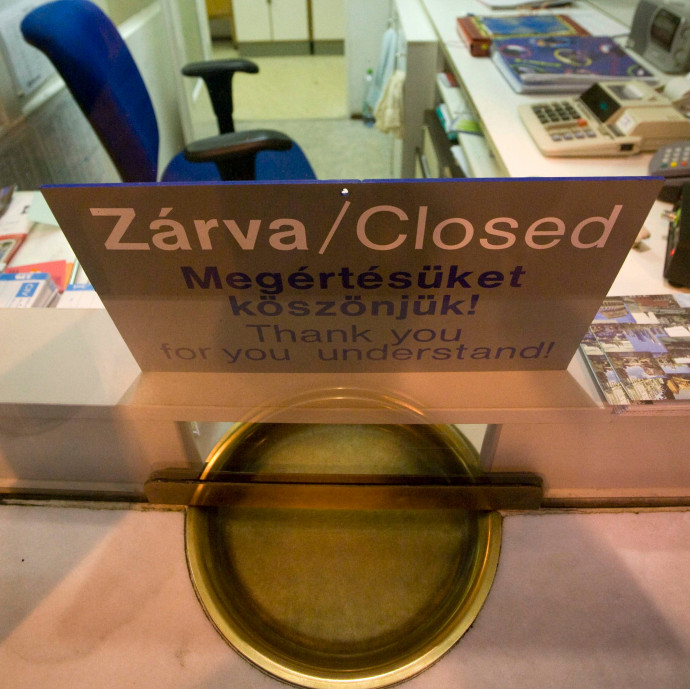 Zárva/Closed
Megértésüket
köszönjük!
Thank you
for you understand!